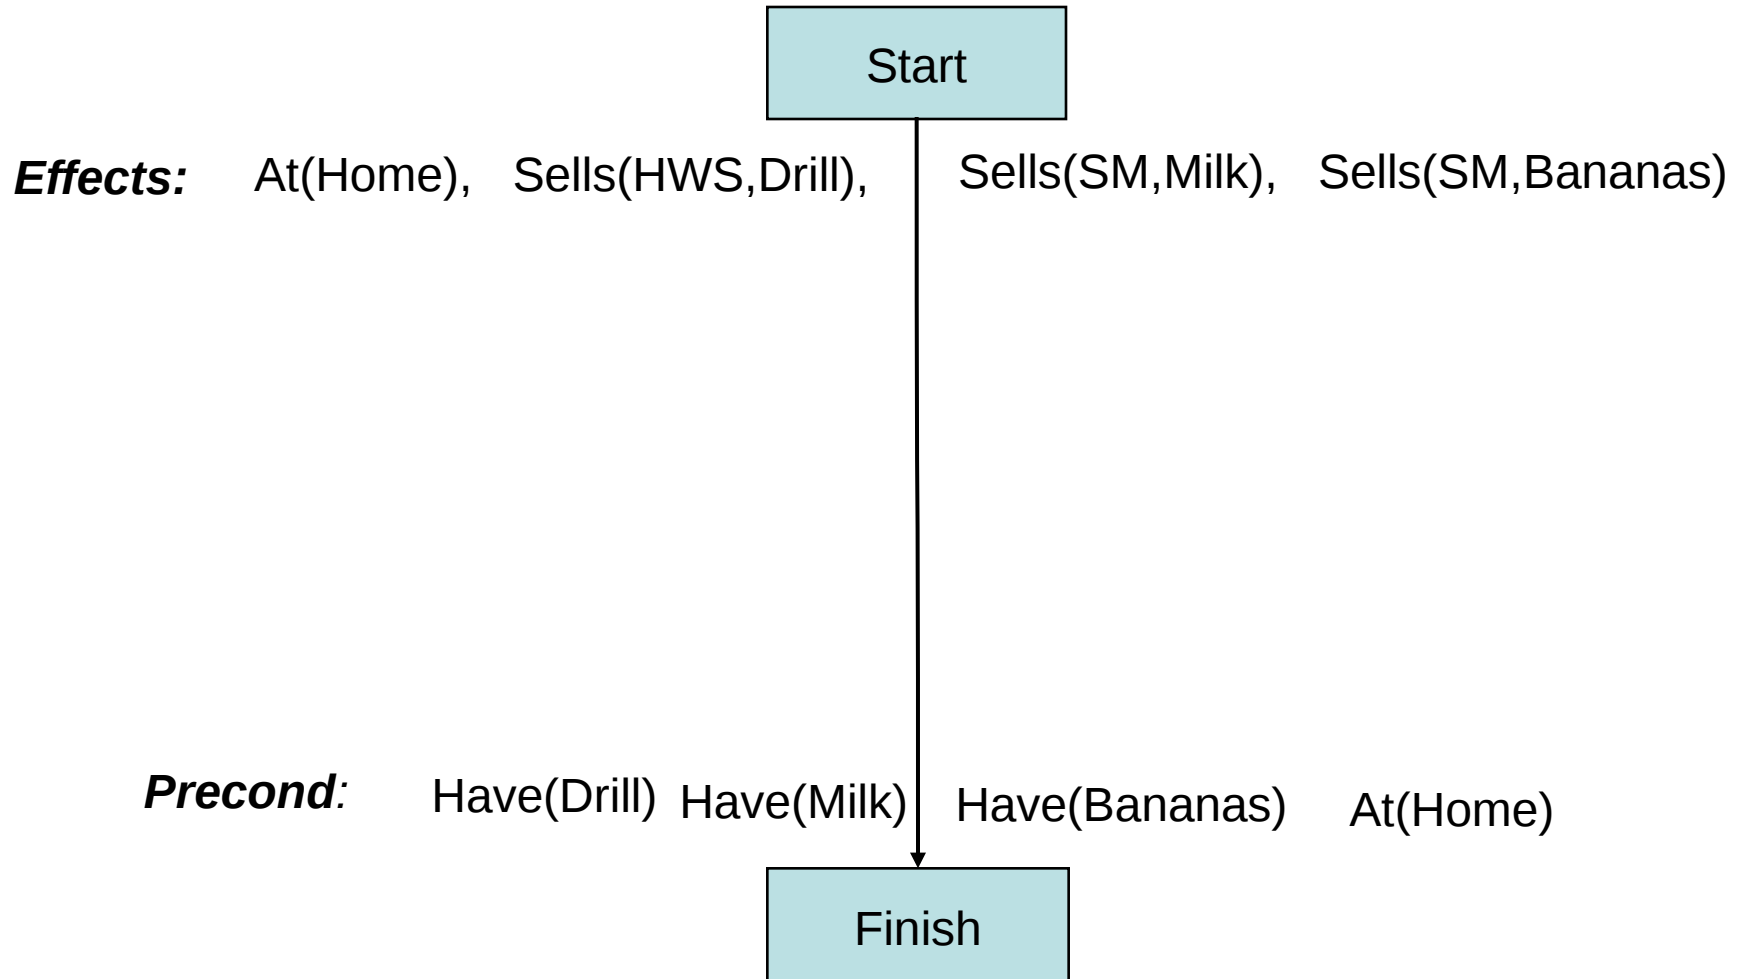 Start
Effects: At(Home), Sells(HWS,Drill), Sells(SM,Milk), Sells(SM,Bananas)
Precond: Have(Drill) Have(Milk) Have(Bananas) At(Home)
Finish